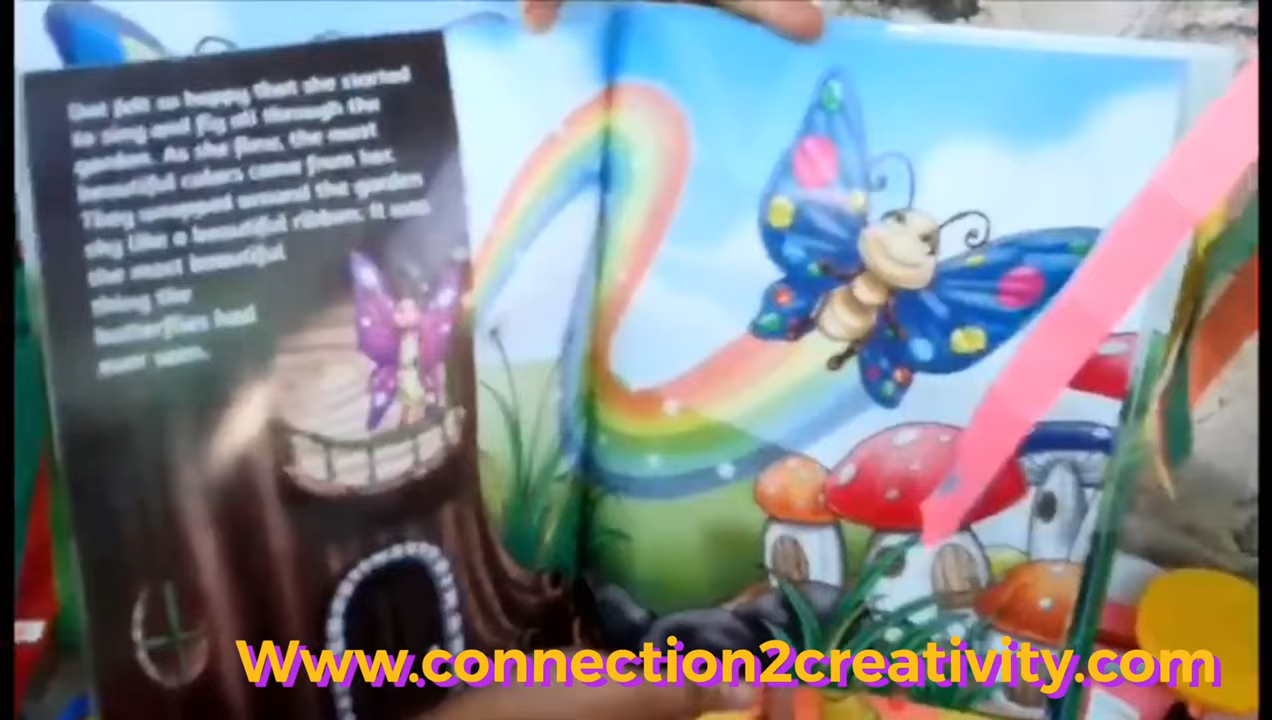 that felt so happy that she started
to sing and fly all through the
garden. As she flew, the most
beautiful colors came from her.
They wrapped around the garden
sky like a beautiful ribbon. It was
the most beautiful
thing the
butterflies had
ever seen.
Www.connection2creativity.com